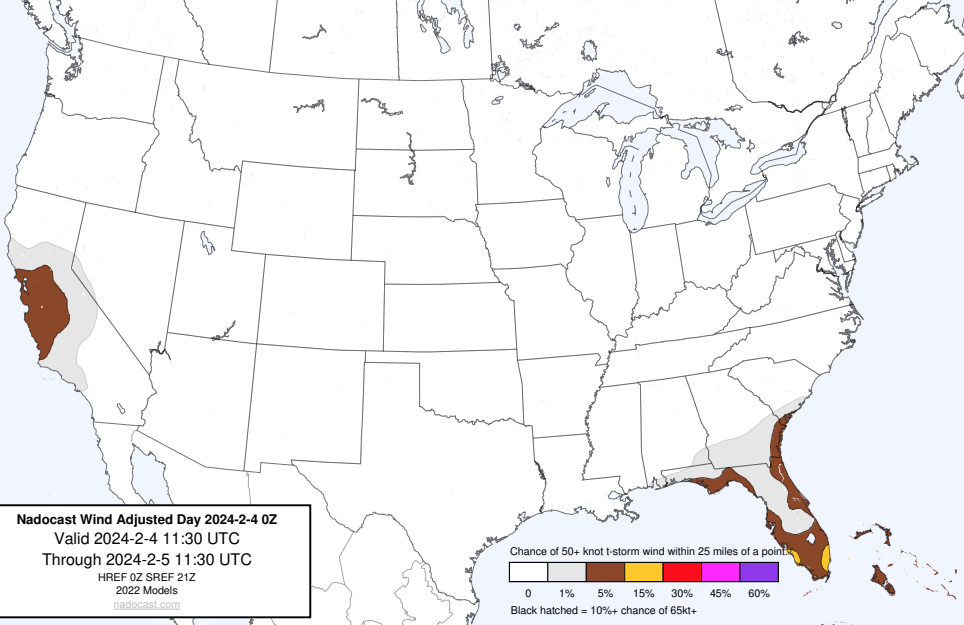 Nadocast Wind Adjusted Day 2024-2-4 0Z
Valid 2024-2-4 11:30 UTC
Through 2024-2-5 11:30 UTC
HREF 0Z SREF 21Z
2022 Models
nadocast.com
Chance of 50+ knot t-storm wind within 25 miles of a point.
0 1% 5% 15% 30% 45% 60%
Black hatched = 10%+ chance of 65kt+